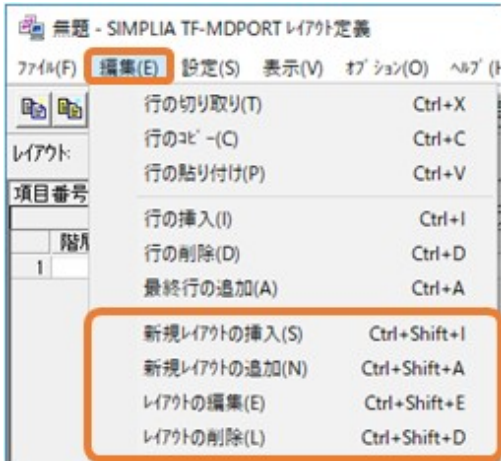 無題 - SIMPLIA TF-MDPORT ﾚｲｱｳﾄ定義
ﾌｧｲﾙ(F) 編集(E) 設定(S) 表示(V) ｵﾌﾟｼｮﾝ(O) ﾍﾙﾌﾟ(
行の切り取り(T) Ctrl+X
行のｺﾋﾟｰ(C) Ctrl+C
ﾚｲｱｳﾄ:
行の貼り付け(P) Ctrl+V
項目番号
行の挿入(I) Ctrl+I
行の削除(D) Ctrl+D
1
最終行の追加(A) Ctrl+A
新規ﾚｲｱｳﾄの挿入(S) Ctrl+Shift+I
新規ﾚｲｱｳﾄの追加(N) Ctrl+Shift+A
ﾚｲｱｳﾄの編集(E) Ctrl+Shift+E
ﾚｲｱｳﾄの削除(L) Ctrl+Shift+D